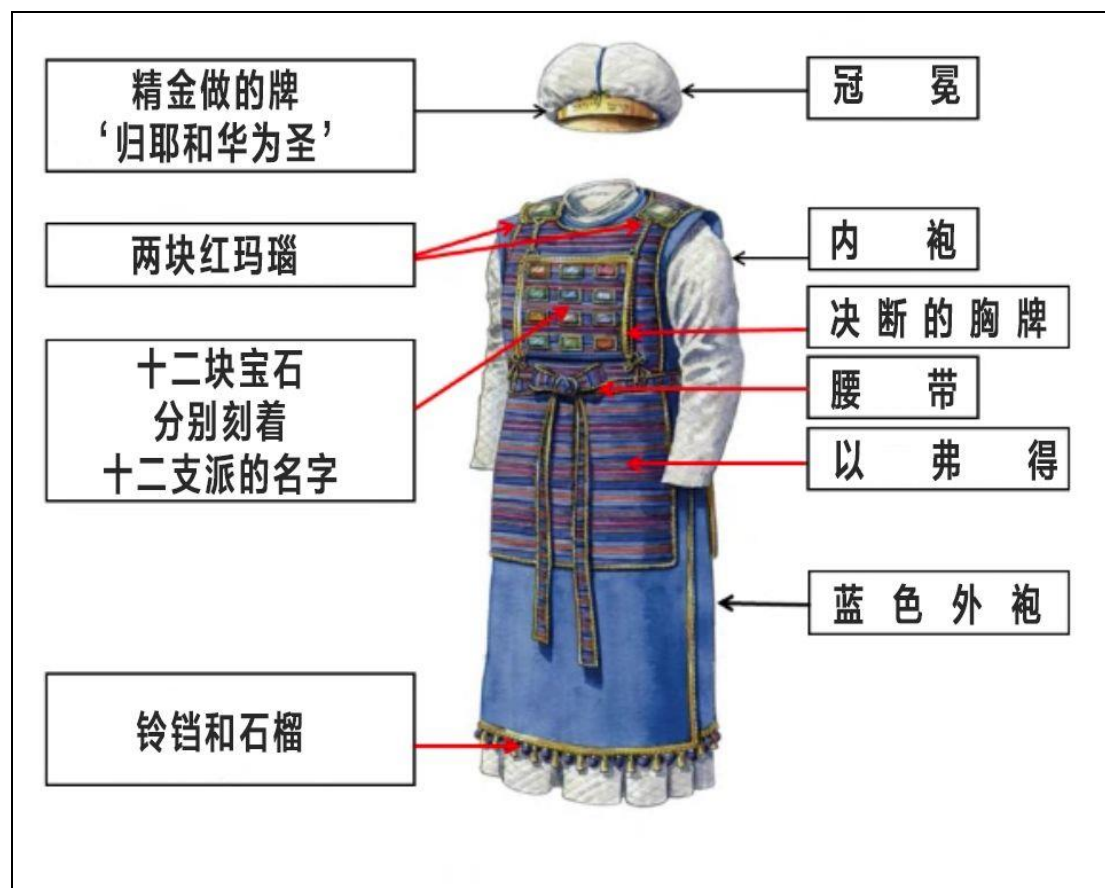 精金做的牌
‘归耶和华为圣’
冠冕
两块红玛瑙
内袍
决断的胸牌
十二块宝石
分别刻着
十二支派的名字
腰带
以弗得
蓝色外袍
铃铛和石榴